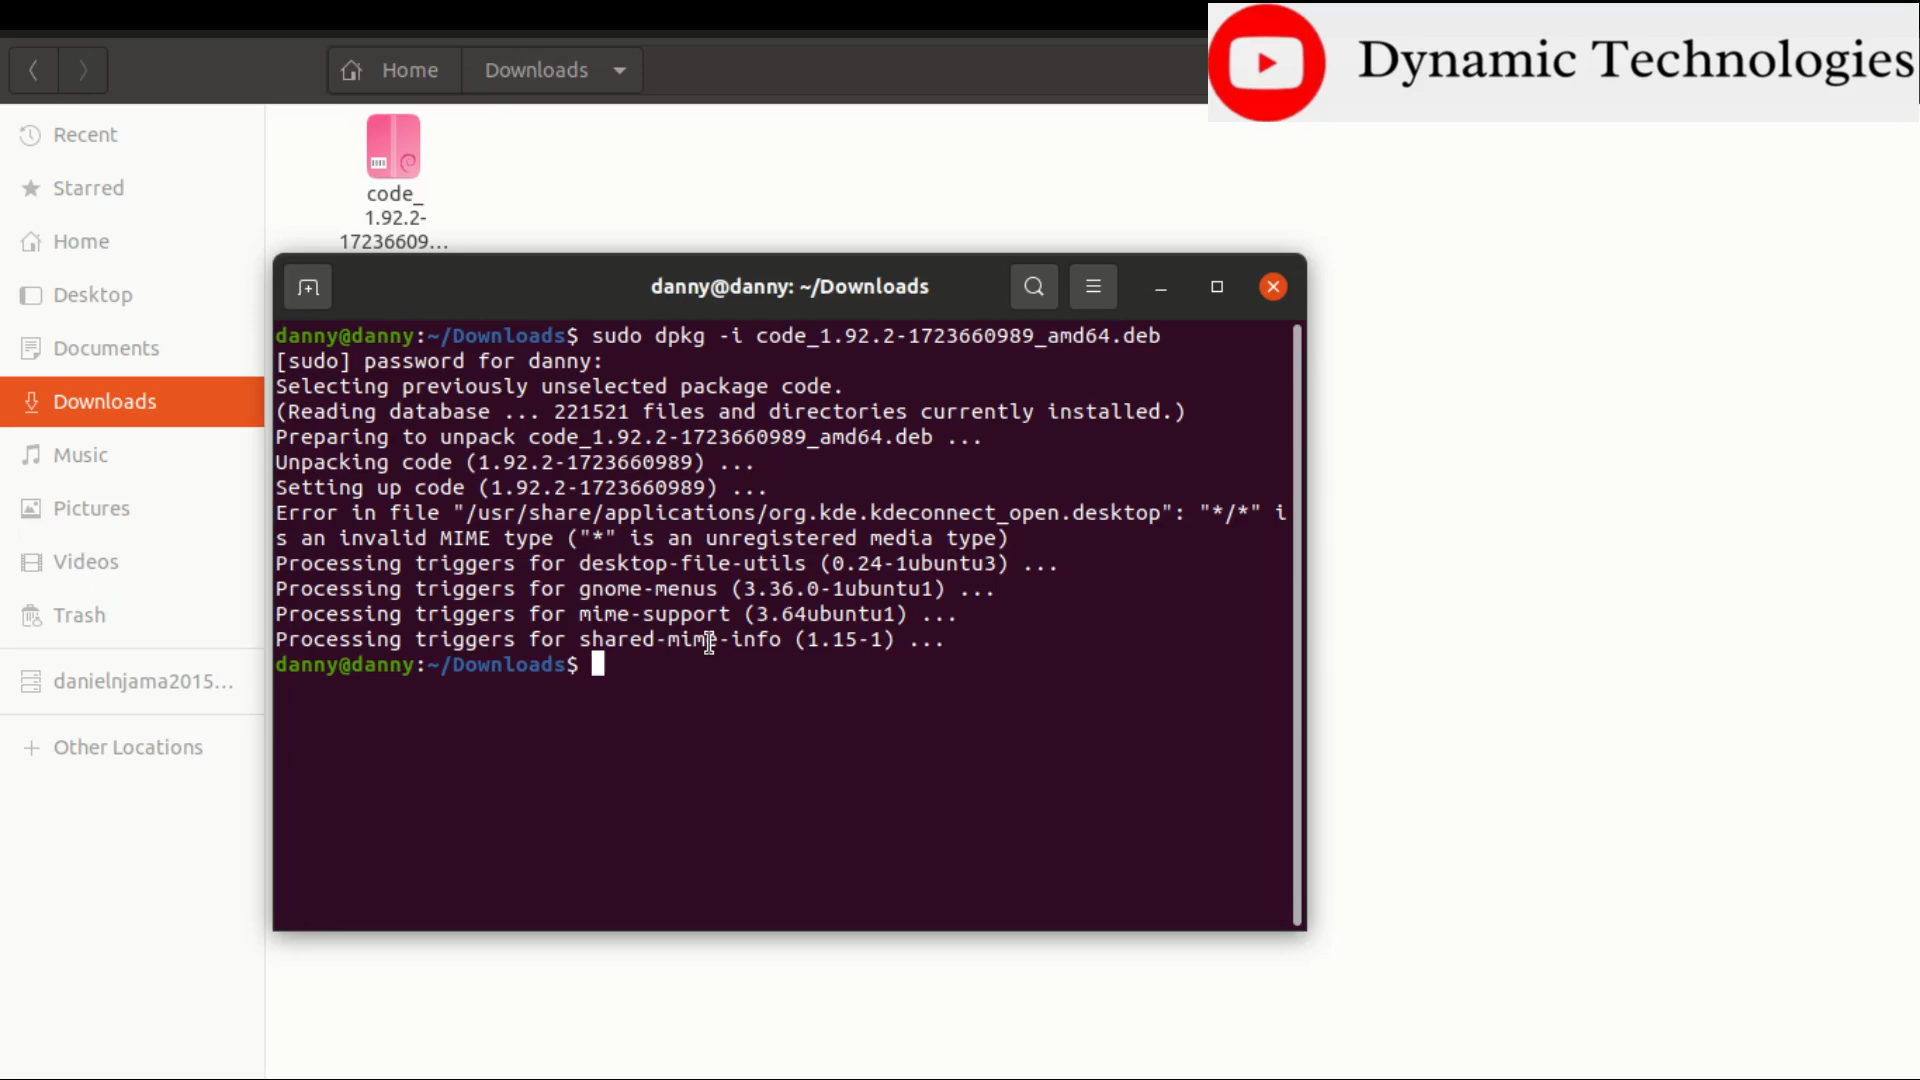 Dynamic Technologies
Home
Downloads
Recent
Starred
Home
Desktop
Documents
Downloads
Music
Pictures
Videos
Trash
danielnjama2015...
Other Locations
code_
1.92.2-
17236609...
danny@danny: ~/Downloads
danny@danny:~/Downloads$ sudo dpkg -i code_1.92.2-1723660989_amd64.deb
[sudo] password for danny:
Selecting previously unselected package code.
(Reading database ... 221521 files and directories currently installed.)
Preparing to unpack code_1.92.2-1723660989_amd64.deb ...
Unpacking code (1.92.2-1723660989) ...
Setting up code (1.92.2-1723660989) ...
Error in file "/usr/share/applications/org.kde.kdeconnect_open.desktop": "*/*" i
s an invalid MIME type ("*" is an unregistered media type)
Processing triggers for desktop-file-utils (0.24-1ubuntu3) ...
Processing triggers for gnome-menus (3.36.0-1ubuntu1) ...
Processing triggers for mime-support (3.64ubuntu1) ...
Processing triggers for shared-mime-info (1.15-1) ...
danny@danny:~/Downloads$